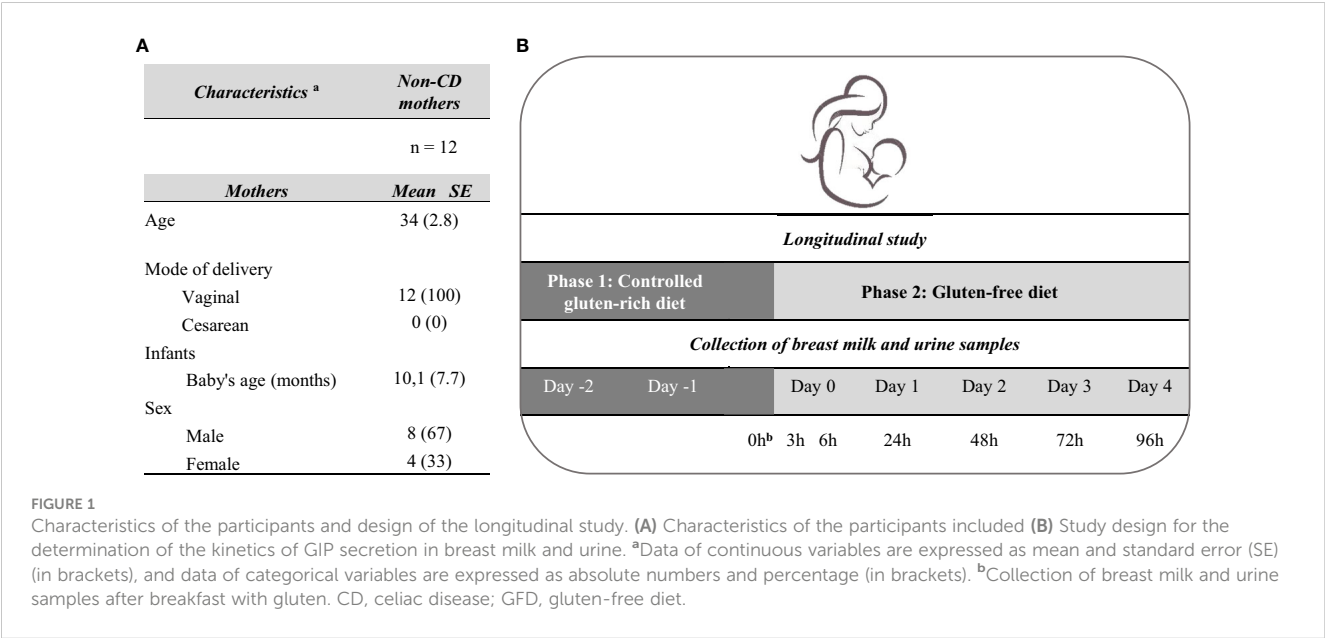 A
Characteristics ᵃ Non-CD mothers
n = 12
Mothers Mean SE
Age 34 (2.8)
Mode of delivery
Vaginal 12 (100)
Cesarean 0 (0)
Infants
Baby's age (months) 10,1 (7.7)
Sex
Male 8 (67)
Female 4 (33)
B
Longitudinal study
Phase 1: Controlled
gluten-rich diet
Phase 2: Gluten-free diet
Collection of breast milk and urine samples
Day -2 Day -1 Day 0 Day 1 Day 2 Day 3 Day 4
0hᵇ 3h 6h 24h 48h 72h 96h
FIGURE 1
Characteristics of the participants and design of the longitudinal study. (A) Characteristics of the participants included (B) Study design for the
determination of the kinetics of GIP secretion in breast milk and urine. ᵃData of continuous variables are expressed as mean and standard error (SE)
(in brackets), and data of categorical variables are expressed as absolute numbers and percentage (in brackets). ᵇCollection of breast milk and urine
samples after breakfast with gluten. CD, celiac disease; GFD, gluten-free diet.